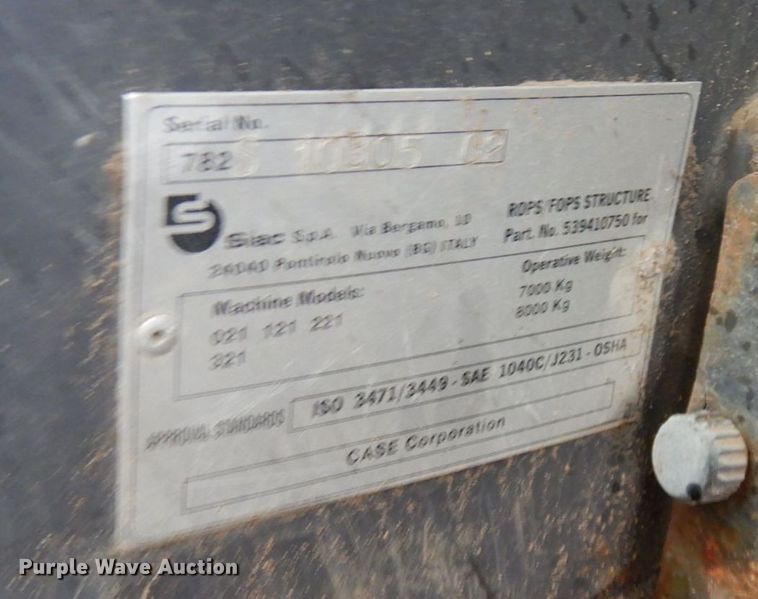 Serial No.
782 S 10805 02
S
Siac S.p.A. Via Bergamo, 10
24040 Pontirolo Nuovo (BG) ITALY
ROPS/FOPS STRUCTURE
Part. No. 539410750 for
Machine Models:
021 121 221
321
Operative Weight:
7000 Kg
8000 Kg
APPROVAL STANDARDS
ISO 3471/3449 - SAE 1040C/J231 - OSHA
CASE Corporation
Purple Wave Auction